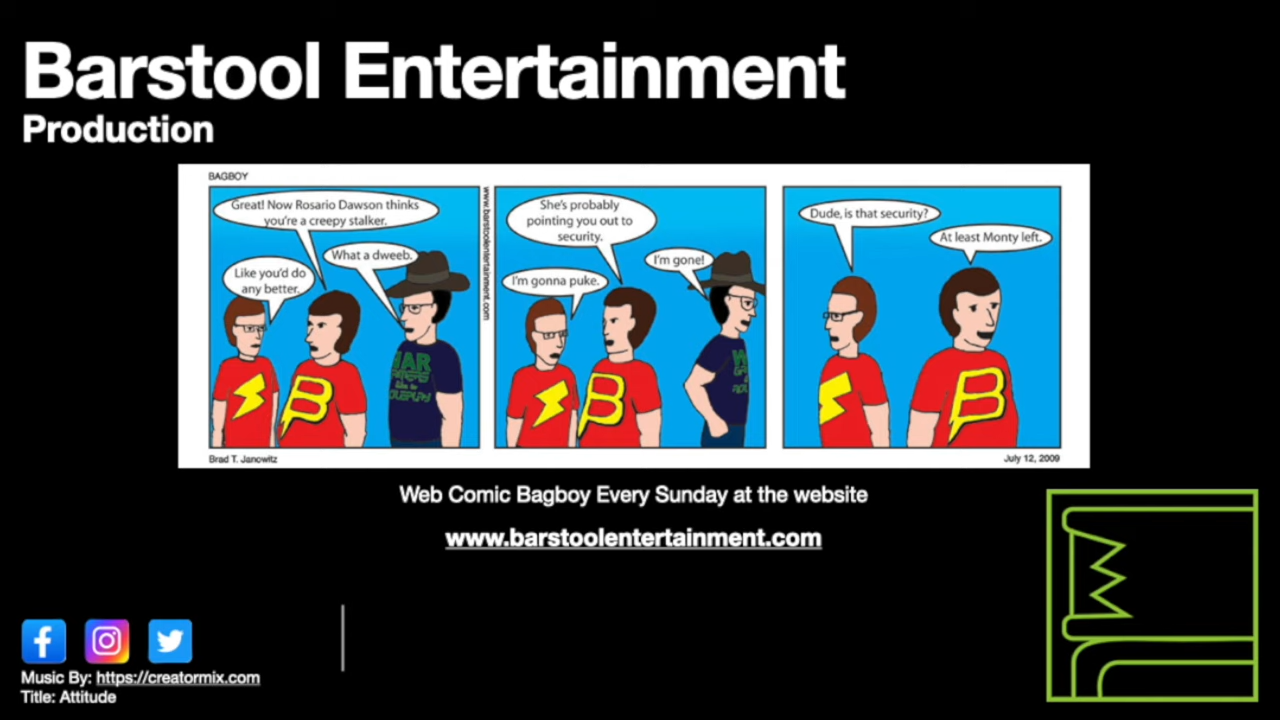 Barstool Entertainment
Production
BAGBOY
Great! Now Rosario Dawson thinks
you're a creepy stalker.
What a dweeb.
Like you'd do
any better.
www.barstoolentertainment.com
She's probably
pointing you out to
security.
I'm gonna puke.
I'm gone!
Dude, is that security?
At least Monty left.
B
B
B
Brad T. Janowitz
July 12, 2009
Web Comic Bagboy Every Sunday at the website
www.barstoolentertainment.com
Music By: https://creatormix.com
Title: Attitude